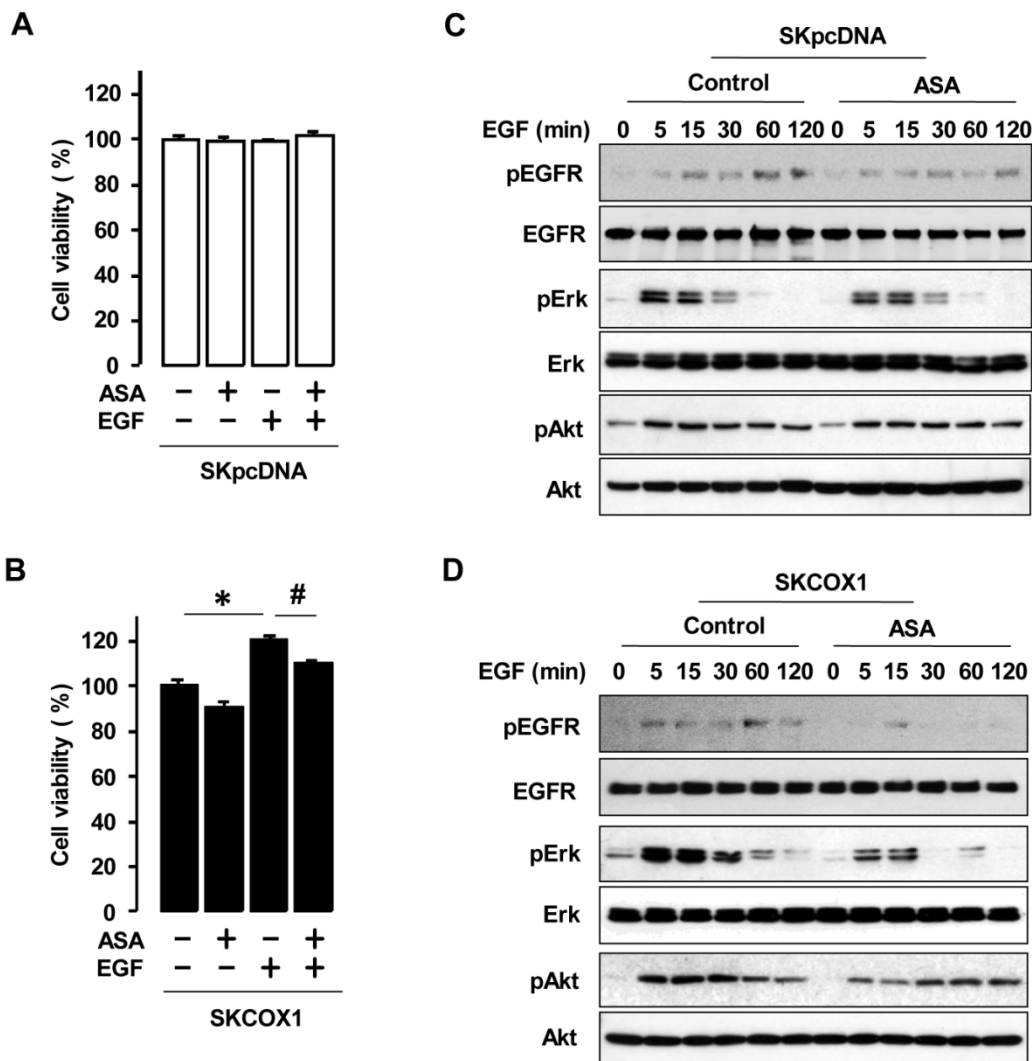 A
Cell viability ( %)
120
100
80
60
40
20
0
ASA − + − +
EGF − − + +
SKpcDNA
B
* #
Cell viability ( %)
120
100
80
60
40
20
0
ASA − + − +
EGF − − + +
SKCOX1
C
SKpcDNA
Control ASA
EGF (min) 0 5 15 30 60 120 0 5 15 30 60 120
pEGFR
EGFR
pErk
Erk
pAkt
Akt
D
SKCOX1
Control ASA
EGF (min) 0 5 15 30 60 120 0 5 15 30 60 120
pEGFR
EGFR
pErk
Erk
pAkt
Akt